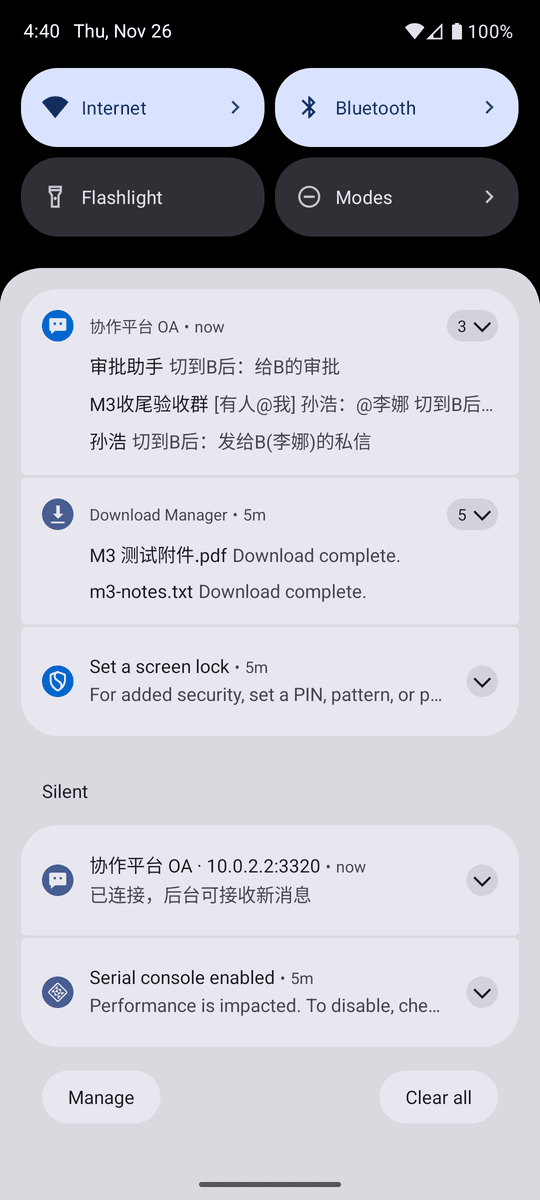 4:40 Thu, Nov 26 100%
Internet
Bluetooth
Flashlight
Modes
协作平台 OA • now 3
审批助手 切到B后：给B的审批
M3收尾验收群 [有人@我] 孙浩：@李娜 切到B后…
孙浩 切到B后：发给B(李娜)的私信
Download Manager • 5m 5
M3 测试附件.pdf Download complete.
m3-notes.txt Download complete.
Set a screen lock • 5m
For added security, set a PIN, pattern, or p…
Silent
协作平台 OA · 10.0.2.2:3320 • now
已连接，后台可接收新消息
Serial console enabled • 5m
Performance is impacted. To disable, che…
Manage
Clear all